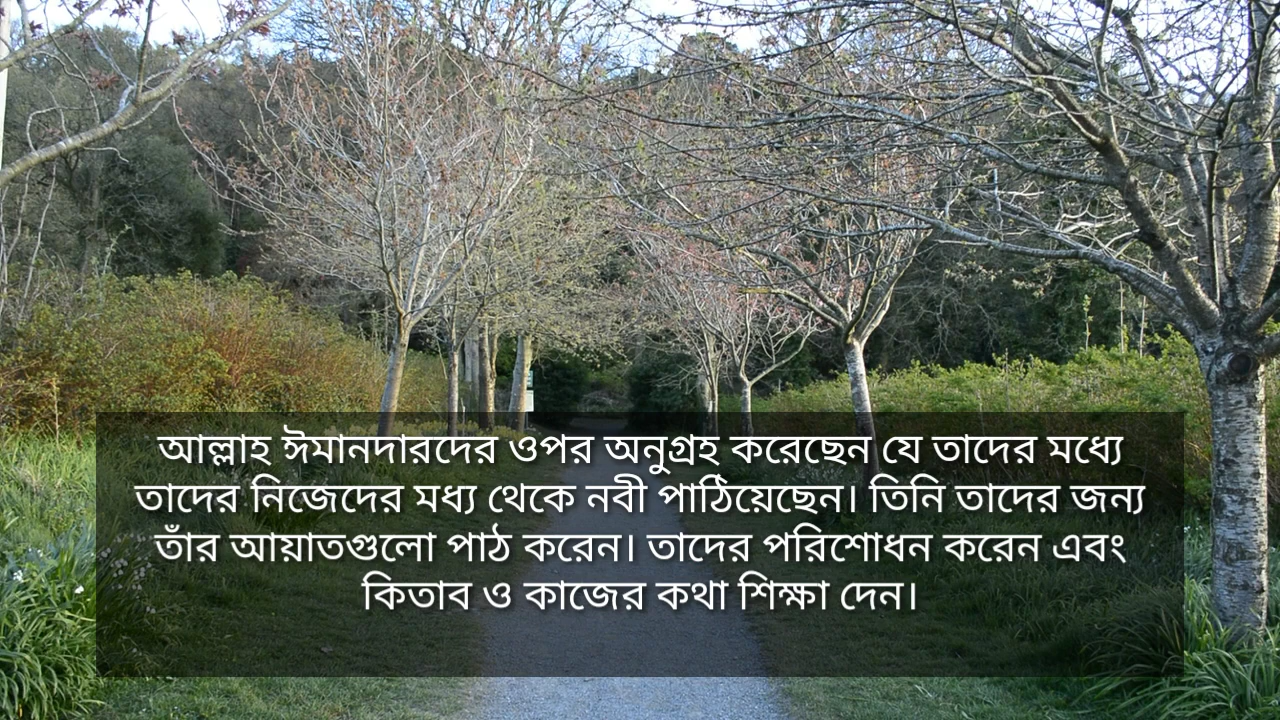 আল্লাহ ঈমানদারদের ওপর অনুগ্রহ করেছেন যে তাদের মধ্যে
তাদের নিজেদের মধ্য থেকে নবী পাঠিয়েছেন। তিনি তাদের জন্য
তাঁর আয়াতগুলো পাঠ করেন। তাদের পরিশোধন করেন এবং
কিতাব ও কাজের কথা শিক্ষা দেন।